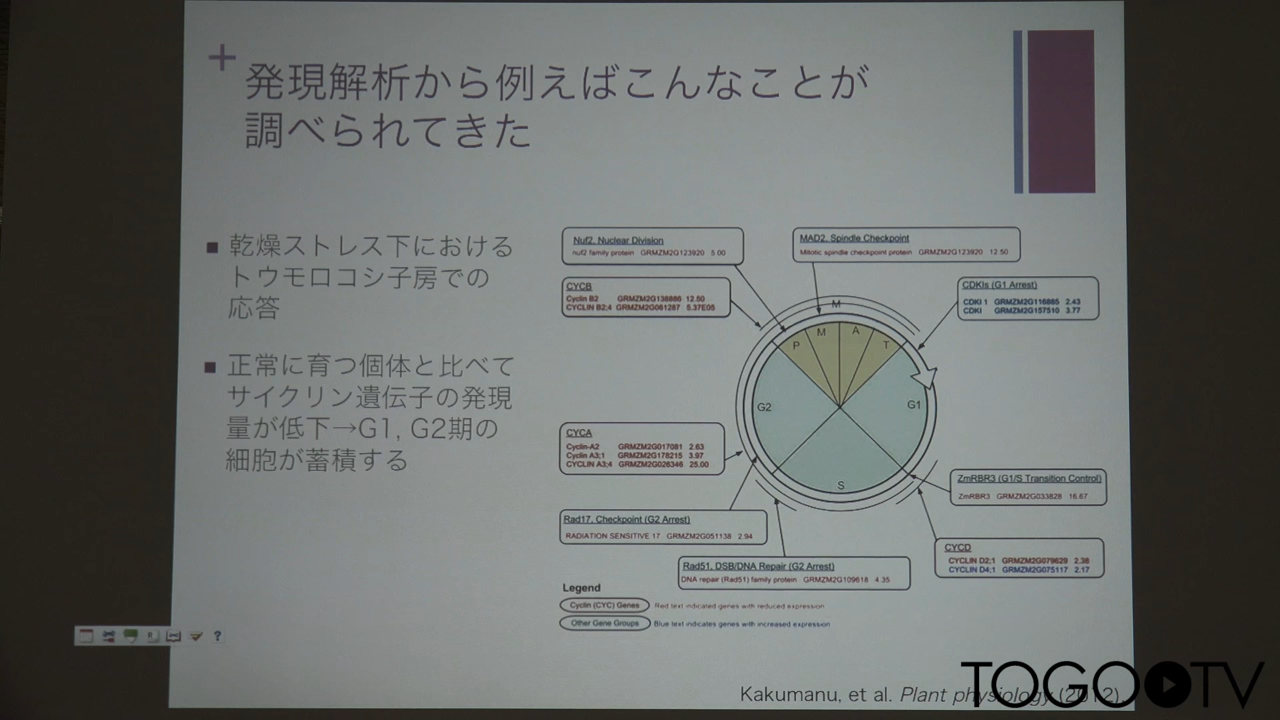 +
発現解析から例えばこんなことが
調べられてきた
■ 乾燥ストレス下における
トウモロコシ子房での
応答
■ 正常に育つ個体と比べて
サイクリン遺伝子の発現
量が低下→G1, G2期の
細胞が蓄積する
Nuf2, Nuclear Division
nuf2 family protein GRMZM2G123920 5.00
MAD2, Spindle Checkpoint
Mitotic spindle checkpoint protein GRMZM2G123920 12.50
CYCB
Cyclin B2 GRMZM2G138886 12.50
CYCLIN B2;4 GRMZM2G061287 5.37E05
CDKIs (G1 Arrest)
CDKI 1 GRMZM2G116885 2.43
CDKI GRMZM2G157510 3.77
M
P
M
A
T
G2
G1
S
CYCA
Cyclin-A2 GRMZM2G017081 2.63
Cyclin A3;1 GRMZM2G178215 3.97
CYCLIN A3;4 GRMZM2G026346 25.00
ZmRBR3 (G1/S Transition Control)
ZmRBR3 GRMZM2G033828 16.67
Rad17, Checkpoint (G2 Arrest)
RADIATION SENSITIVE 17 GRMZM2G051138 2.94
CYCD
CYCLIN D2;1 GRMZM2G079629 2.38
CYCLIN D4;1 GRMZM2G075117 2.17
Rad51, DSB/DNA Repair (G2 Arrest)
DNA repair (Rad51) family protein GRMZM2G109618 4.35
Legend
Cyclin (CYC) Genes Red text indicated genes with reduced expression
Other Gene Groups Blue text indicates genes with increased expression
?
Kakumanu, et al. Plant physiology (2012)
TOGO TV